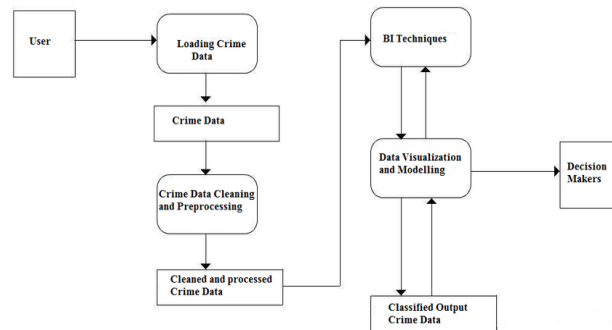 User
Loading Crime
Data
Crime Data
Crime Data Cleaning
and Preprocessing
Cleaned and processed
Crime Data
BI Techniques
Data Visualization
and Modelling
Decision
Makers
Classified Output
Crime Data